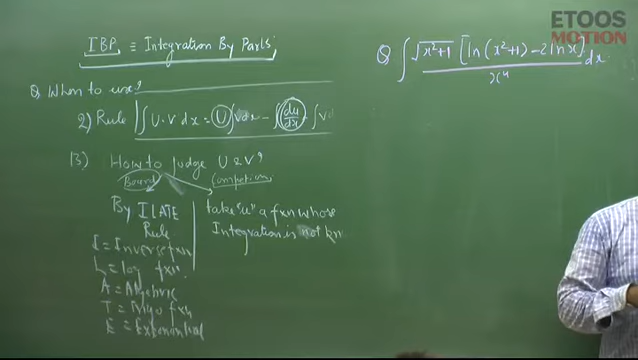 ETOOS
MOTION
IBP ≡ Integration By Parts
Q When to use?
2) Rule ∫ U·V dx = U ∫ V dx - ∫ du/dx · ∫ V
(3) How to judge U & V?
Board
By ILATE
Rule
I = Inverse fxn
L = log fxn
A = Algebric
T = Trigo fxn
E = Exponential
Competition
take "u" a fxn whose
Integration is not kn
Q ∫ √x²+1 [ln (x²+1) - 2 ln x] / x⁴ dx